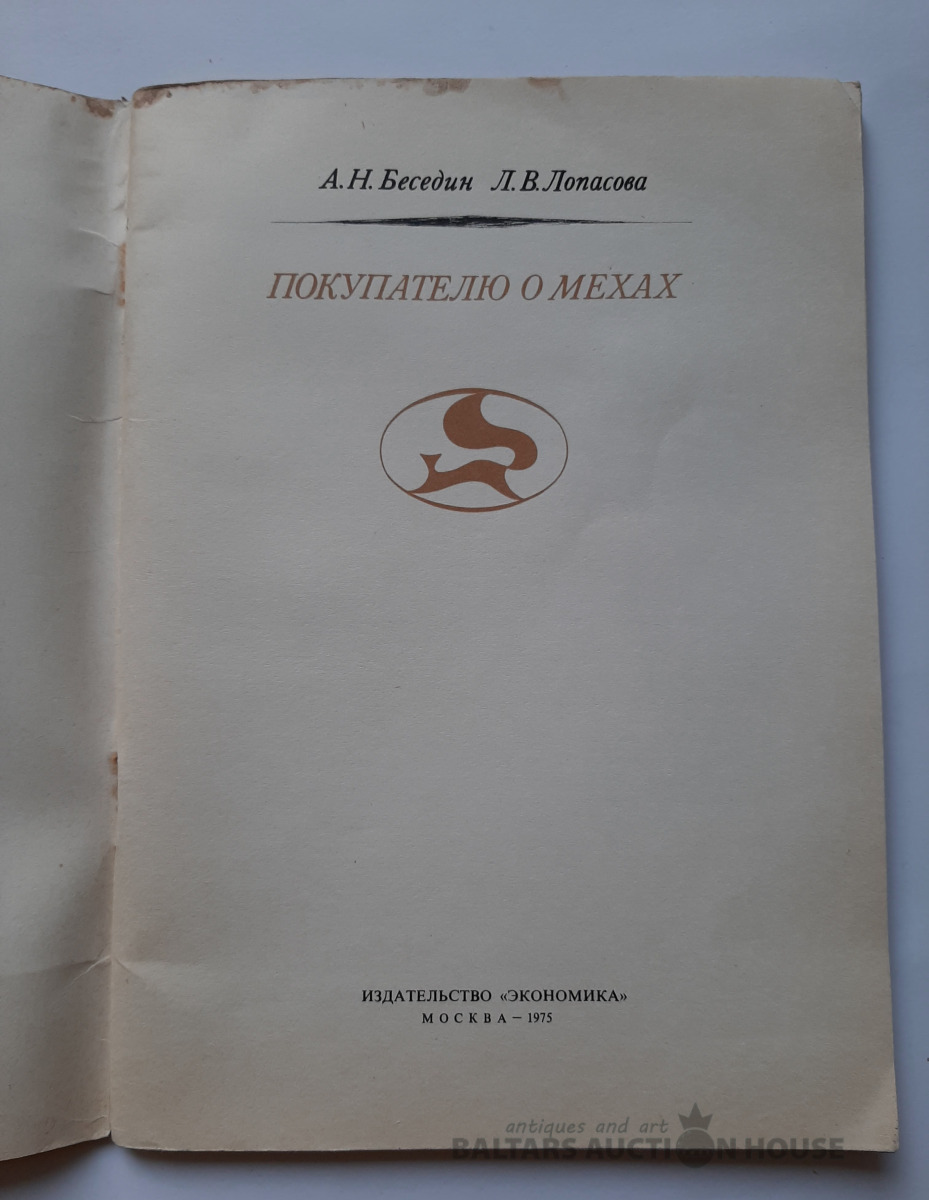 А. Н. Беседин Л. В. Лопасова
ПОКУПАТЕЛЮ О МЕХАХ
ИЗДАТЕЛЬСТВО «ЭКОНОМИКА»
МОСКВА — 1975
antiques and art
BALTARS AUCTION HOUSE